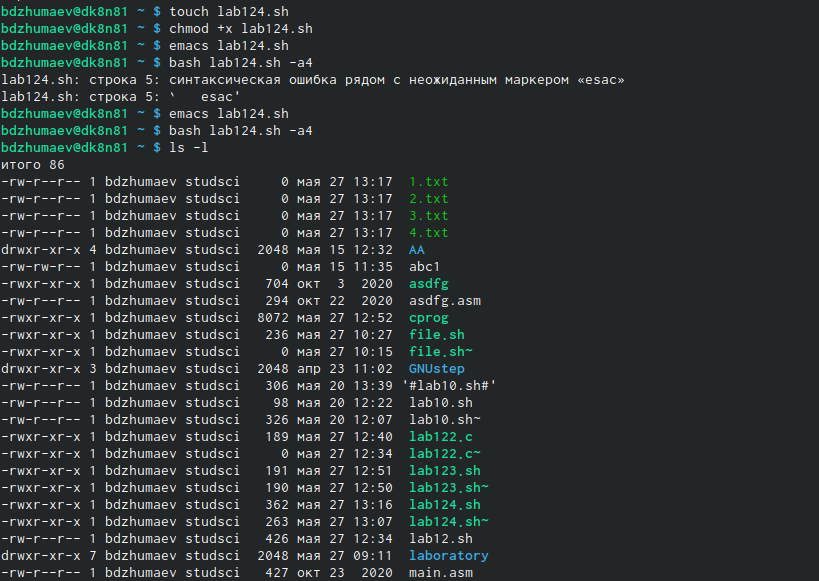 bdzhumaev@dk8n81 ~ $ touch lab124.sh
bdzhumaev@dk8n81 ~ $ chmod +x lab124.sh
bdzhumaev@dk8n81 ~ $ emacs lab124.sh
bdzhumaev@dk8n81 ~ $ bash lab124.sh -a4
lab124.sh: строка 5: синтаксическая ошибка рядом с неожиданным маркером «esac»
lab124.sh: строка 5: `   esac'
bdzhumaev@dk8n81 ~ $ emacs lab124.sh
bdzhumaev@dk8n81 ~ $ bash lab124.sh -a4
bdzhumaev@dk8n81 ~ $ ls -l
итого 86
-rw-r--r-- 1 bdzhumaev studsci     0 мая 27 13:17  1.txt
-rw-r--r-- 1 bdzhumaev studsci     0 мая 27 13:17  2.txt
-rw-r--r-- 1 bdzhumaev studsci     0 мая 27 13:17  3.txt
-rw-r--r-- 1 bdzhumaev studsci     0 мая 27 13:17  4.txt
drwxr-xr-x 4 bdzhumaev studsci  2048 мая 15 12:32  AA
-rw-rw-r-- 1 bdzhumaev studsci     0 мая 15 11:35  abc1
-rwxr-xr-x 1 bdzhumaev studsci   704 окт  3  2020  asdfg
-rw-r--r-- 1 bdzhumaev studsci   294 окт 22  2020  asdfg.asm
-rwxr-xr-x 1 bdzhumaev studsci  8072 мая 27 12:52  cprog
-rwxr-xr-x 1 bdzhumaev studsci   236 мая 27 10:27  file.sh
-rwxr-xr-x 1 bdzhumaev studsci     0 мая 27 10:15  file.sh~
drwxr-xr-x 3 bdzhumaev studsci  2048 апр 23 11:02  GNUstep
-rw-r--r-- 1 bdzhumaev studsci   306 мая 20 13:39 '#lab10.sh#'
-rw-r--r-- 1 bdzhumaev studsci    98 мая 20 12:22  lab10.sh
-rw-r--r-- 1 bdzhumaev studsci   326 мая 20 12:07  lab10.sh~
-rwxr-xr-x 1 bdzhumaev studsci   189 мая 27 12:40  lab122.c
-rwxr-xr-x 1 bdzhumaev studsci     0 мая 27 12:34  lab122.c~
-rwxr-xr-x 1 bdzhumaev studsci   191 мая 27 12:51  lab123.sh
-rwxr-xr-x 1 bdzhumaev studsci   190 мая 27 12:50  lab123.sh~
-rwxr-xr-x 1 bdzhumaev studsci   362 мая 27 13:16  lab124.sh
-rwxr-xr-x 1 bdzhumaev studsci   263 мая 27 13:07  lab124.sh~
-rw-r--r-- 1 bdzhumaev studsci   426 мая 27 12:34  lab12.sh
drwxr-xr-x 7 bdzhumaev studsci  2048 мая 27 09:11  laboratory
-rw-r--r-- 1 bdzhumaev studsci   427 окт 23  2020  main.asm